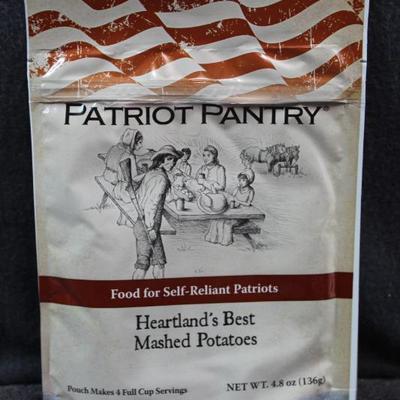 PATRIOT PANTRY®
Food for Self-Reliant Patriots
Heartland's Best
Mashed Potatoes
Pouch Makes 4 Full Cup Servings
NET WT. 4.8 oz (136g)